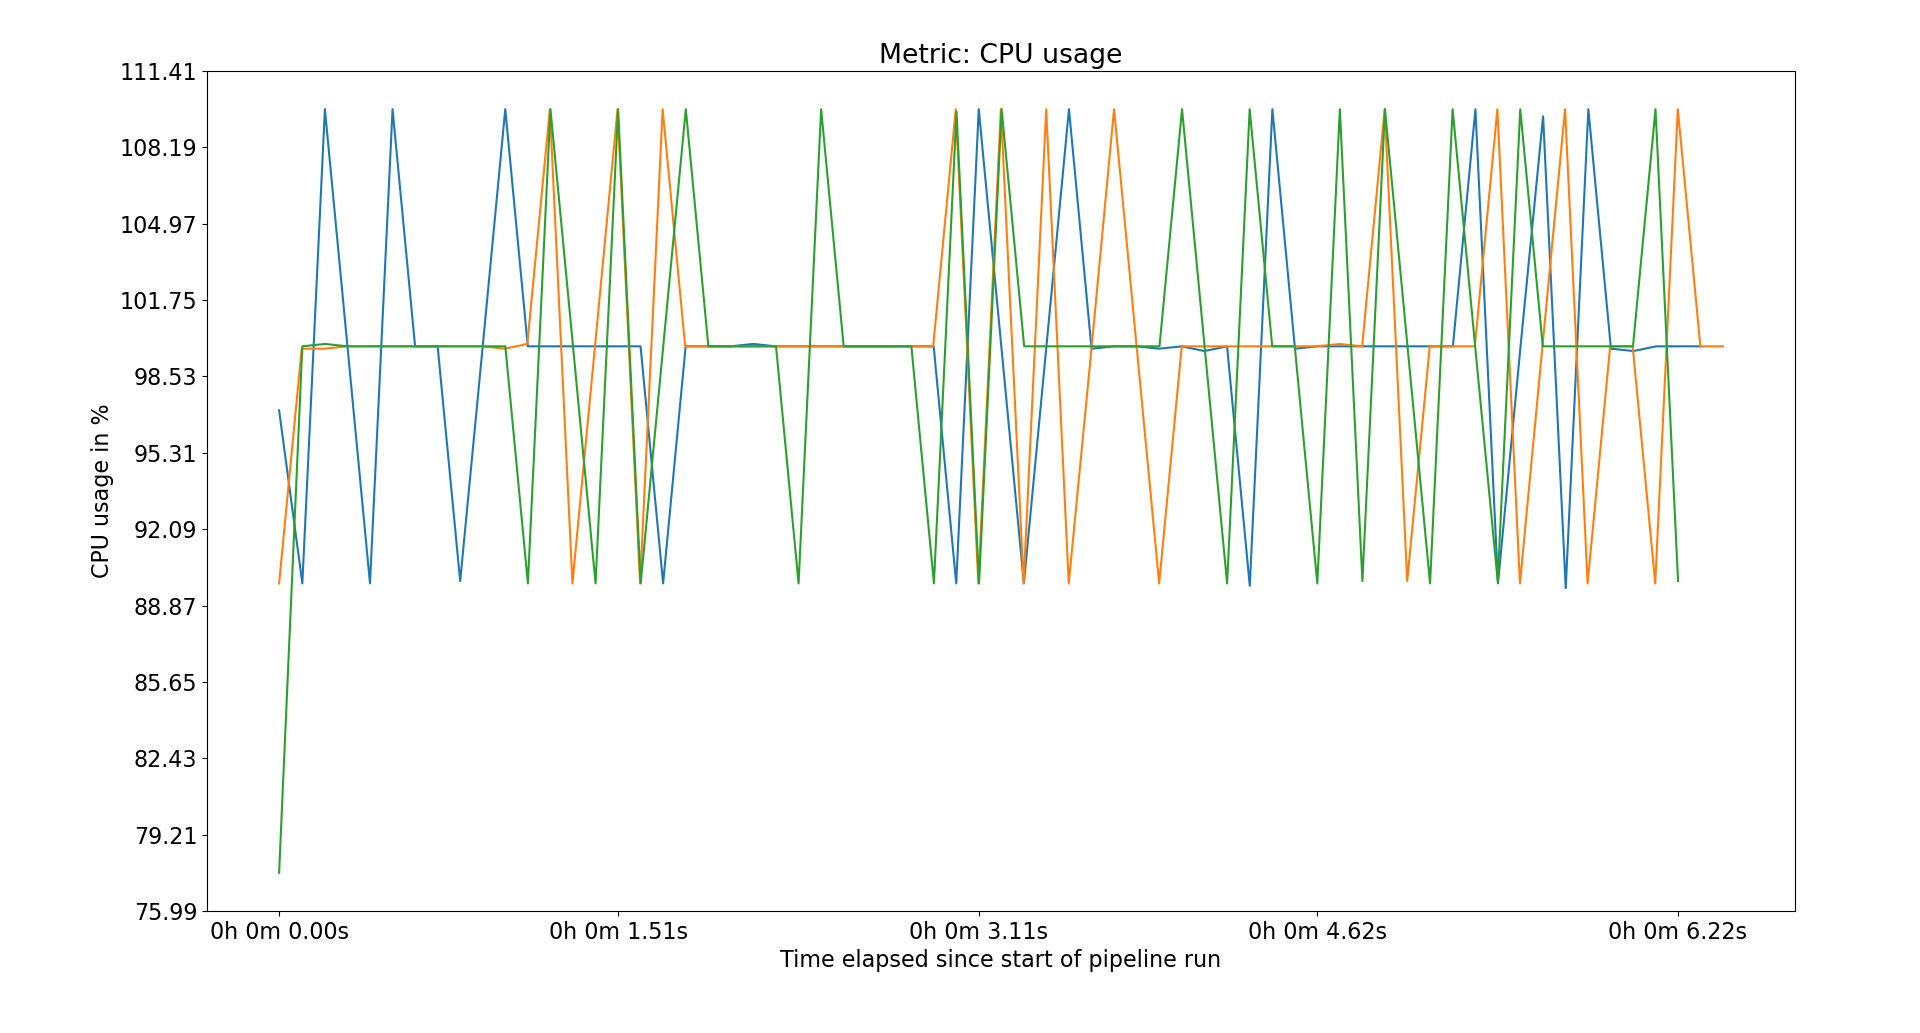 Metric: CPU usage
111.41
108.19
104.97
101.75
98.53
95.31
92.09
88.87
85.65
82.43
79.21
75.99
CPU usage in %
0h 0m 0.00s
0h 0m 1.51s
0h 0m 3.11s
0h 0m 4.62s
0h 0m 6.22s
Time elapsed since start of pipeline run